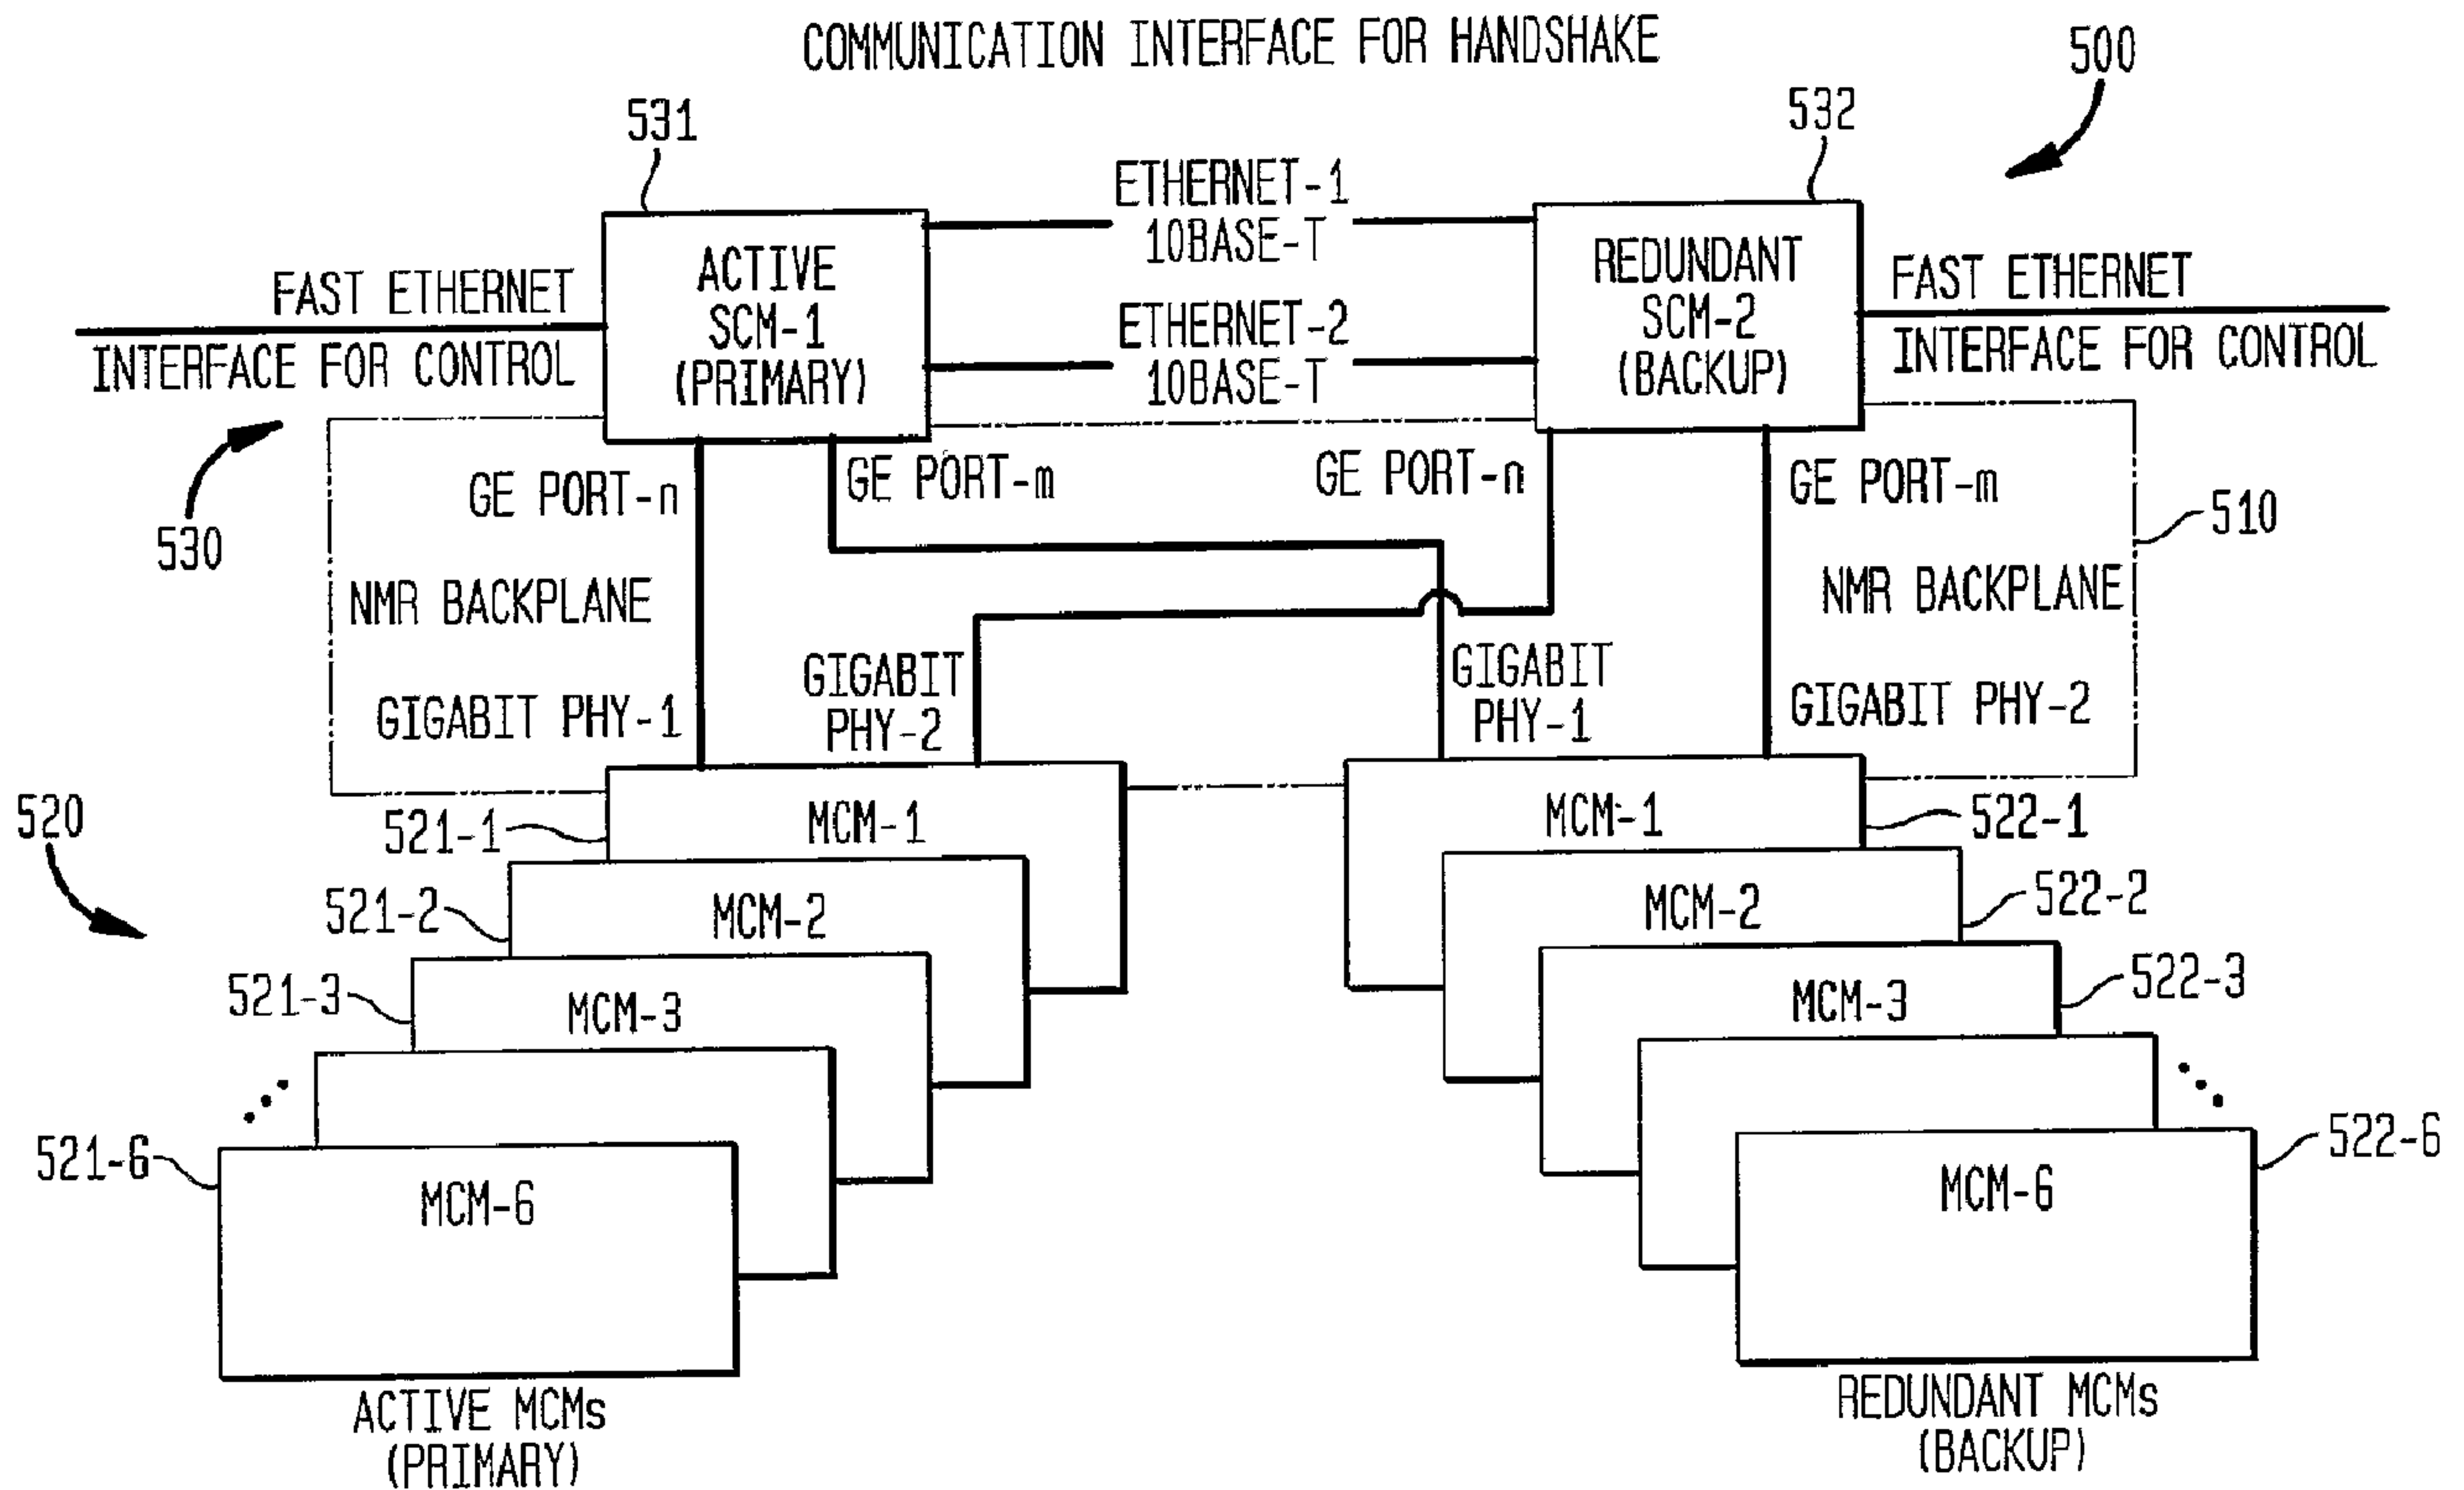 COMMUNICATION INTERFACE FOR HANDSHAKE
500
531
532
ETHERNET-1
10BASE-T
ETHERNET-2
10BASE-T
ACTIVE
SCM-1
(PRIMARY)
REDUNDANT
SCM-2
(BACKUP)
FAST ETHERNET
INTERFACE FOR CONTROL
FAST ETHERNET
INTERFACE FOR CONTROL
530
GE PORT-n
GE PORT-m
GE PORT-n
GE PORT-m
510
NMR BACKPLANE
NMR BACKPLANE
GIGABIT PHY-1
GIGABIT
PHY-2
GIGABIT
PHY-1
GIGABIT PHY-2
520
521-1
MCM-1
MCM-1
522-1
521-2
MCM-2
MCM-2
522-2
521-3
MCM-3
MCM-3
522-3
521-6
MCM-6
MCM-6
522-6
ACTIVE MCMs
(PRIMARY)
REDUNDANT MCMs
(BACKUP)